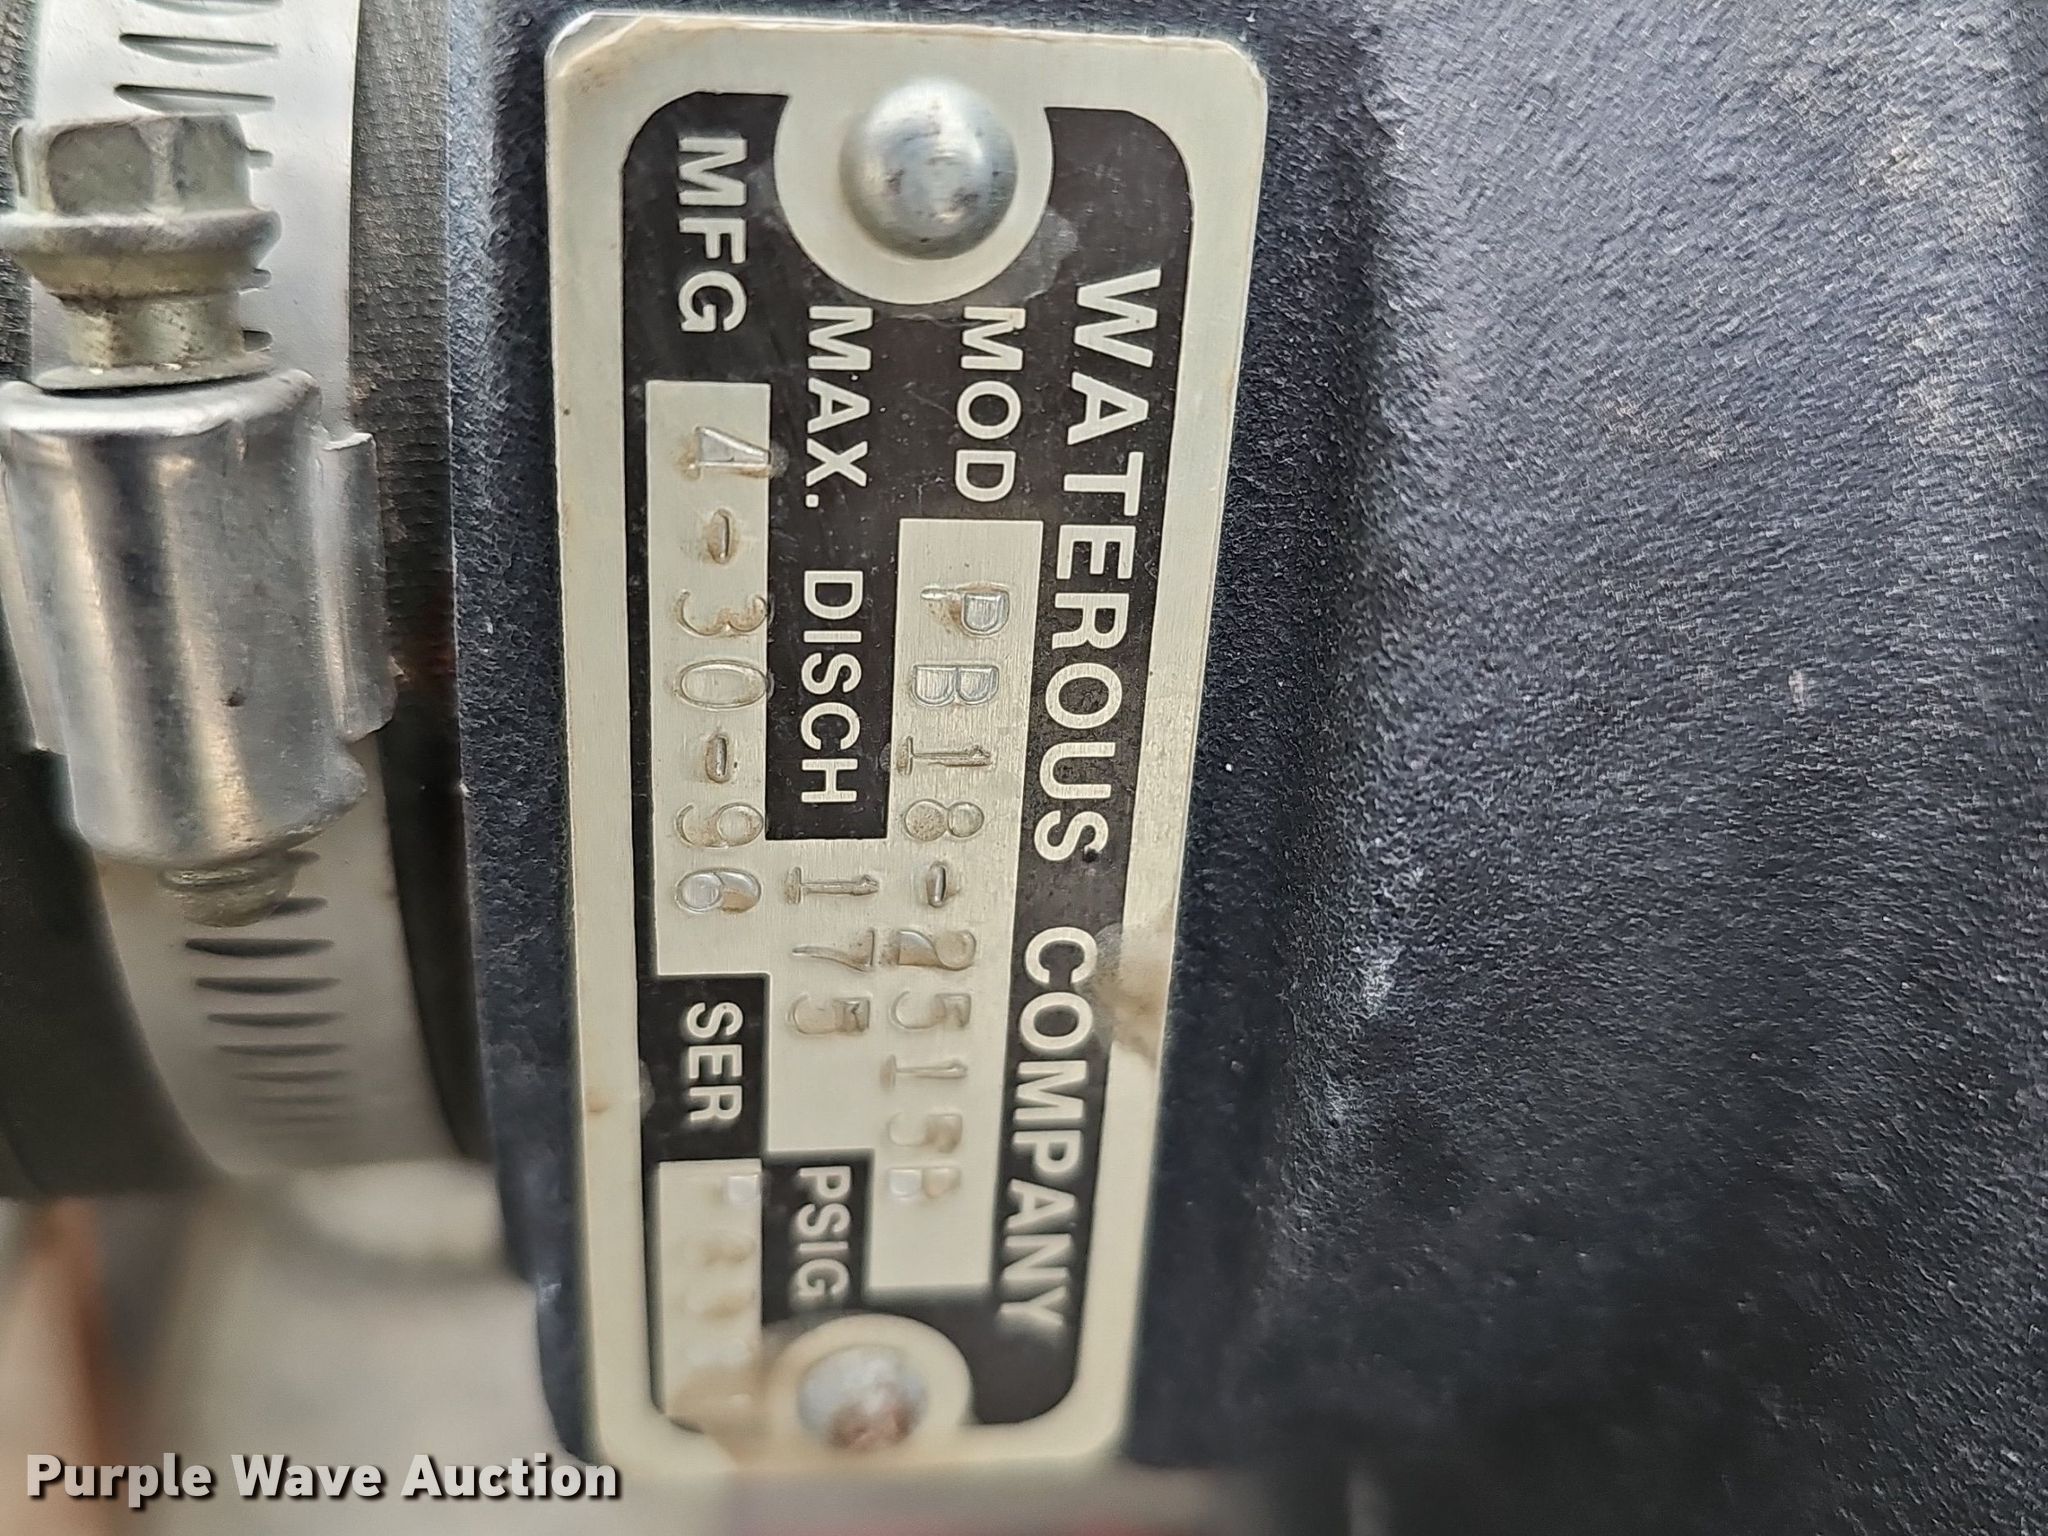 WATEROUS COMPANY
MOD PB18-2515B
MAX. DISCH 175 PSIG
MFG 4-30-96 SER
Purple Wave Auction